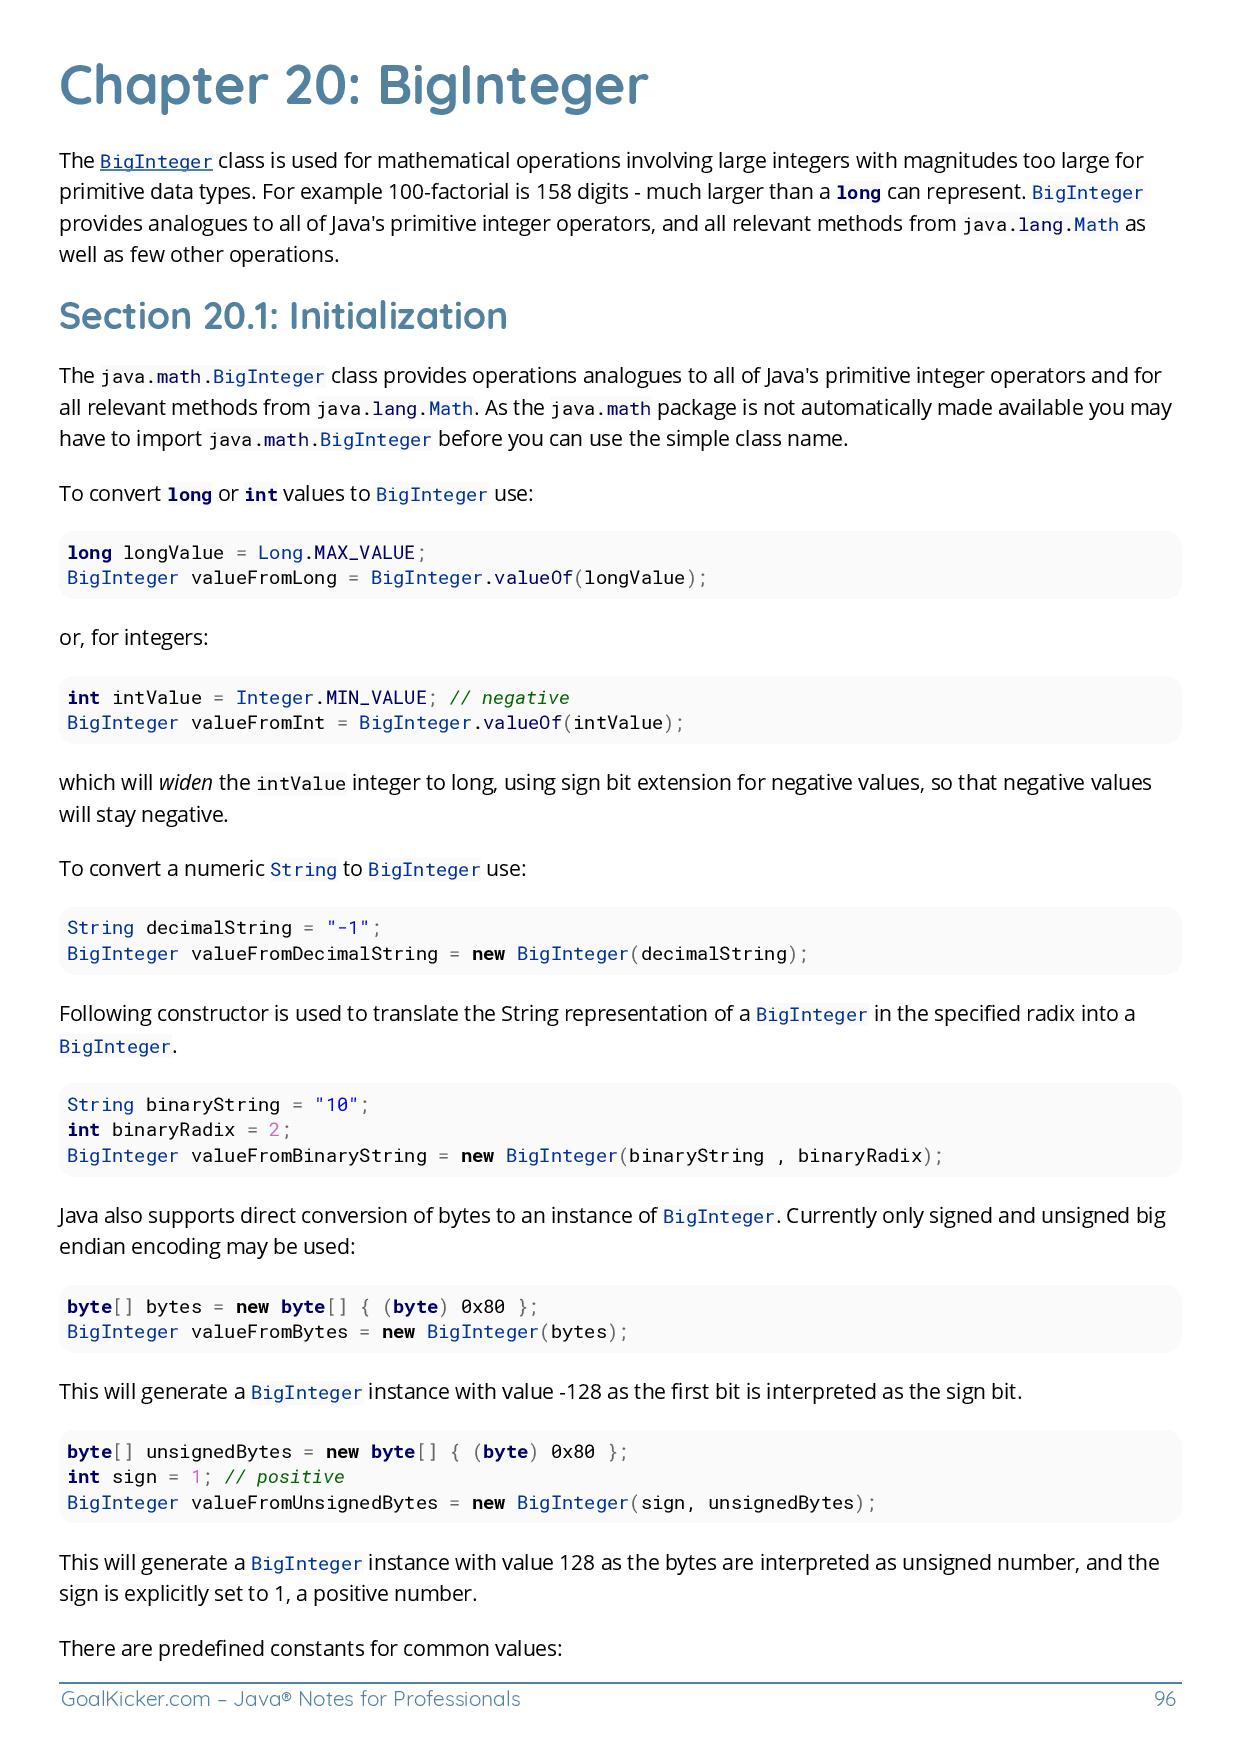 Chapter 20: BigInteger
The BigInteger class is used for mathematical operations involving large integers with magnitudes too large for
primitive data types. For example 100-factorial is 158 digits - much larger than a long can represent. BigInteger
provides analogues to all of Java's primitive integer operators, and all relevant methods from java.lang.Math as
well as few other operations.
Section 20.1: Initialization
The java.math.BigInteger class provides operations analogues to all of Java's primitive integer operators and for
all relevant methods from java.lang.Math. As the java.math package is not automatically made available you may
have to import java.math.BigInteger before you can use the simple class name.
To convert long or int values to BigInteger use:
long longValue = Long.MAX_VALUE;
BigInteger valueFromLong = BigInteger.valueOf(longValue);
or, for integers:
int intValue = Integer.MIN_VALUE; // negative
BigInteger valueFromInt = BigInteger.valueOf(intValue);
which will widen the intValue integer to long, using sign bit extension for negative values, so that negative values
will stay negative.
To convert a numeric String to BigInteger use:
String decimalString = "-1";
BigInteger valueFromDecimalString = new BigInteger(decimalString);
Following constructor is used to translate the String representation of a BigInteger in the specified radix into a
BigInteger.
String binaryString = "10";
int binaryRadix = 2;
BigInteger valueFromBinaryString = new BigInteger(binaryString , binaryRadix);
Java also supports direct conversion of bytes to an instance of BigInteger. Currently only signed and unsigned big
endian encoding may be used:
byte[] bytes = new byte[] { (byte) 0x80 };
BigInteger valueFromBytes = new BigInteger(bytes);
This will generate a BigInteger instance with value -128 as the first bit is interpreted as the sign bit.
byte[] unsignedBytes = new byte[] { (byte) 0x80 };
int sign = 1; // positive
BigInteger valueFromUnsignedBytes = new BigInteger(sign, unsignedBytes);
This will generate a BigInteger instance with value 128 as the bytes are interpreted as unsigned number, and the
sign is explicitly set to 1, a positive number.
There are predefined constants for common values:
GoalKicker.com – Java® Notes for Professionals 96